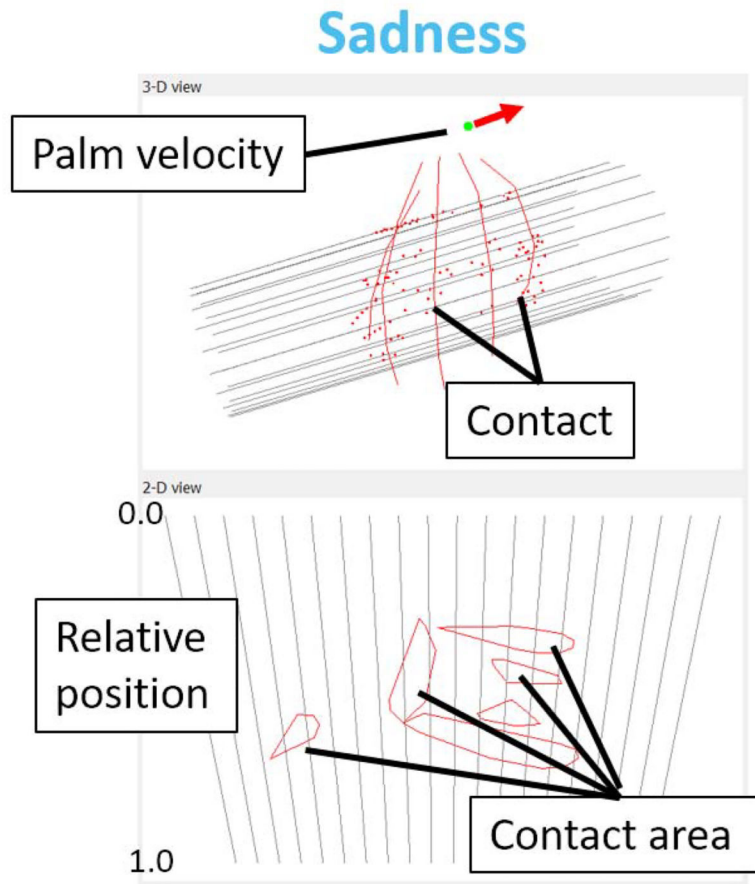 Sadness
3-D view
Palm velocity
Contact
2-D view
0.0
Relative
position
1.0
Contact area